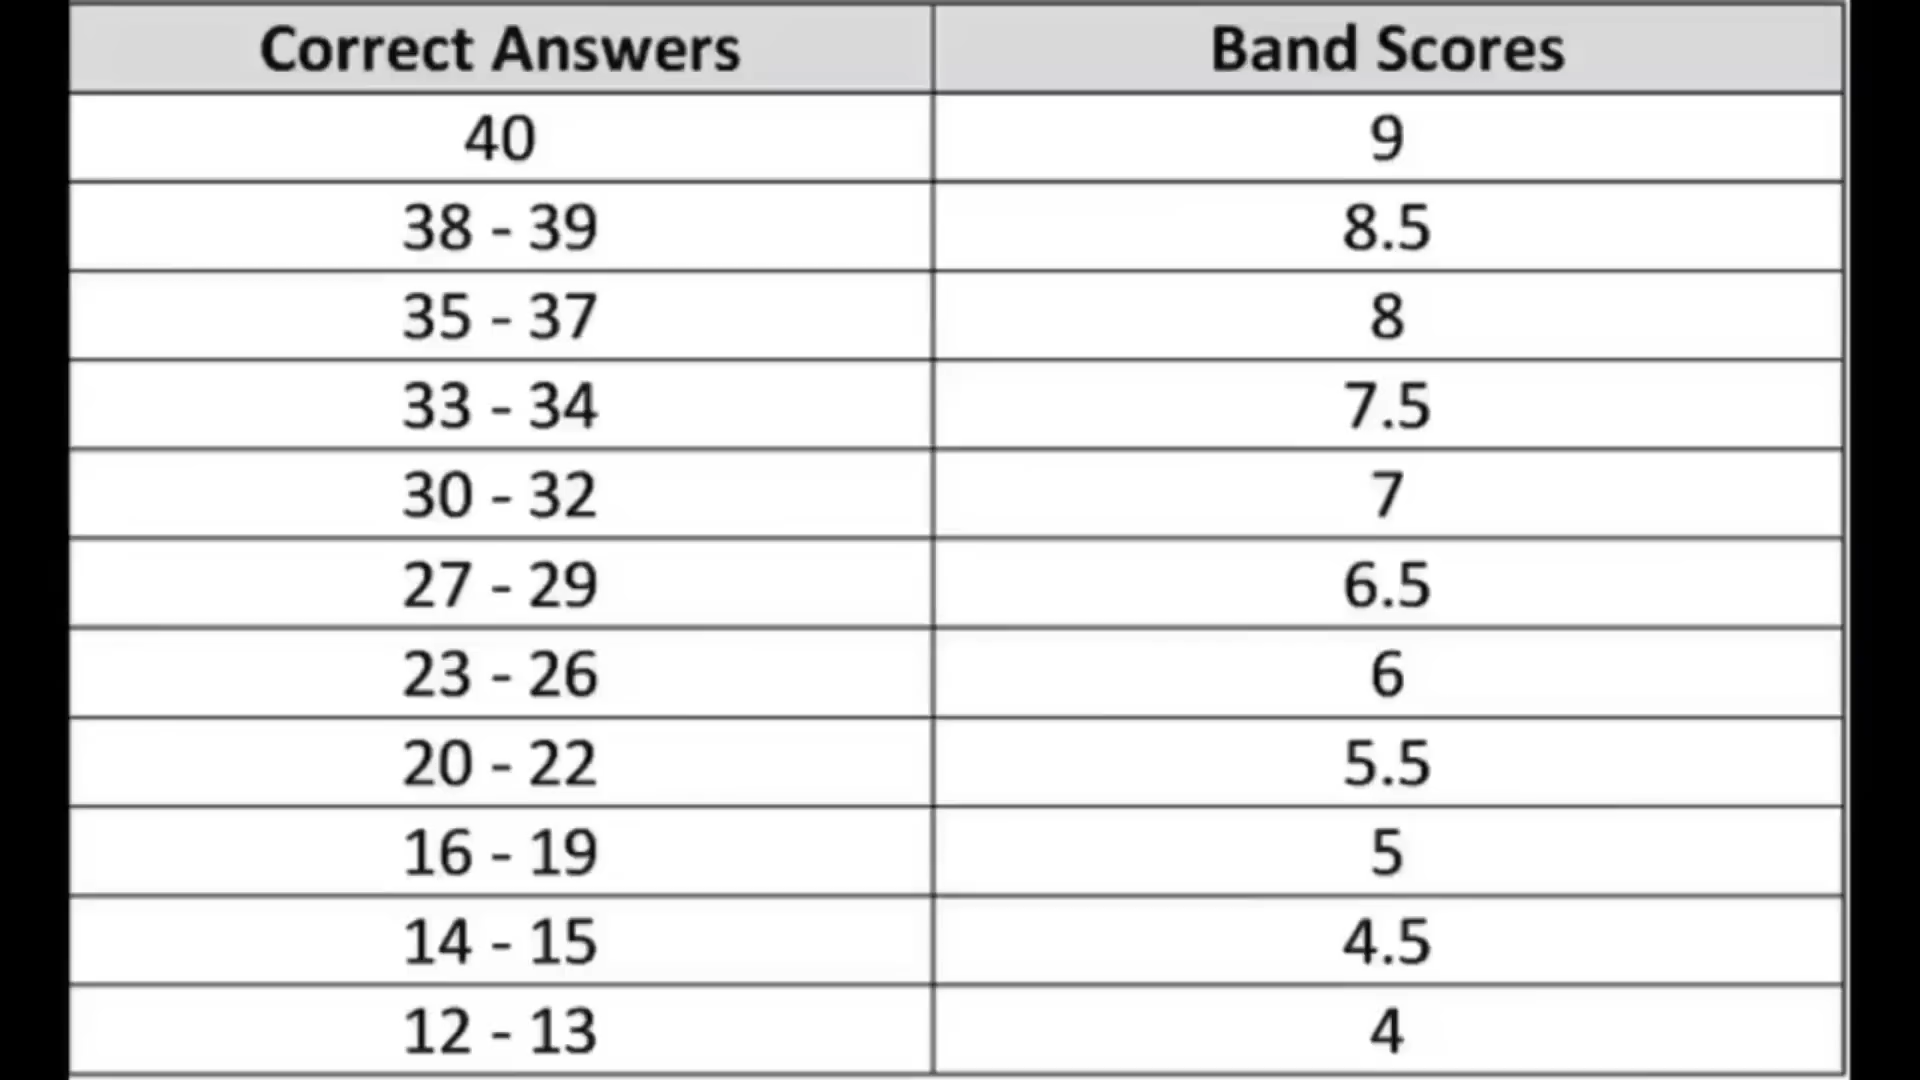 Correct Answers Band Scores
40 9
38 - 39 8.5
35 - 37 8
33 - 34 7.5
30 - 32 7
27 - 29 6.5
23 - 26 6
20 - 22 5.5
16 - 19 5
14 - 15 4.5
12 - 13 4